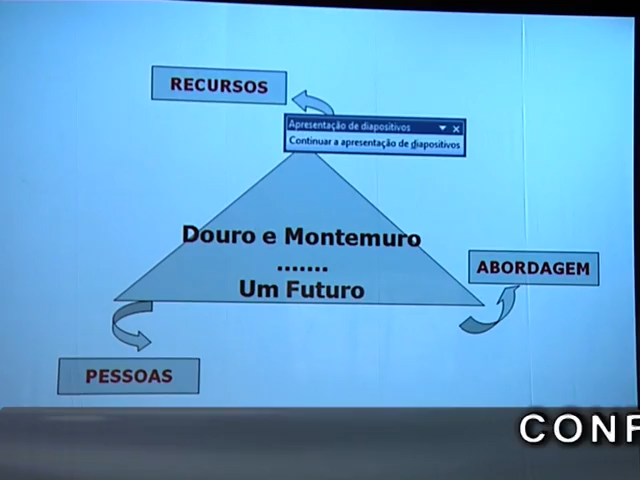 RECURSOS
Apresentação de diapositivos
Continuar a apresentação de diapositivos
Douro e Montemuro
.......
Um Futuro
ABORDAGEM
PESSOAS
CONF